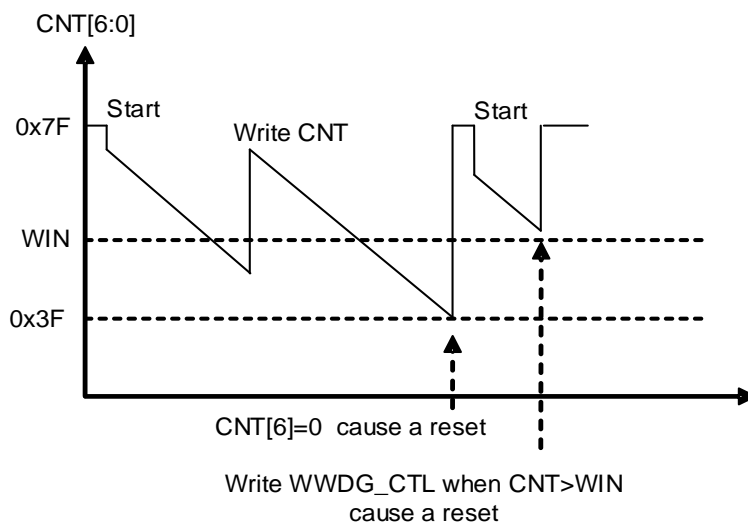 CNT[6:0]
Start
Start
0x7F
Write CNT
WIN
0x3F
CNT[6]=0 cause a reset
Write WWDG_CTL when CNT>WIN
cause a reset